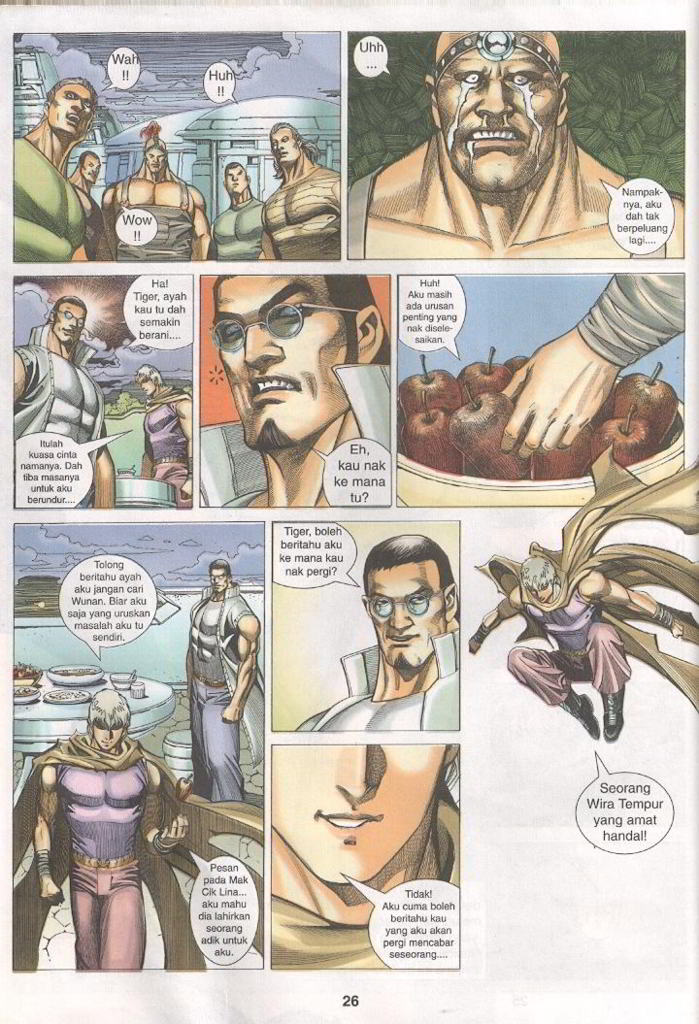 Wah
!!
Huh
!!
Wow
!!
Uhh
...
Nampak-
nya, aku
dah tak
berpeluang
lagi....
Ha!
Tiger, ayah
kau tu dah
semakin
berani....
Itulah
kuasa cinta
namanya. Dah
tiba masanya
untuk aku
berundur....
Eh,
kau nak
ke mana
tu?
Huh!
Aku masih
ada urusan
penting yang
nak disele-
saikan.
Tolong
beritahu ayah
aku jangan cari
Wunan. Biar aku
saja yang uruskan
masalah aku tu
sendiri.
Pesan
pada Mak
Cik Lina...
aku mahu
dia lahirkan
seorang
adik untuk
aku.
Tiger, boleh
beritahu aku
ke mana kau
nak pergi?
Tidak!
Aku cuma boleh
beritahu kau
yang aku akan
pergi mencabar
seseorang....
Seorang
Wira Tempur
yang amat
handal!
26